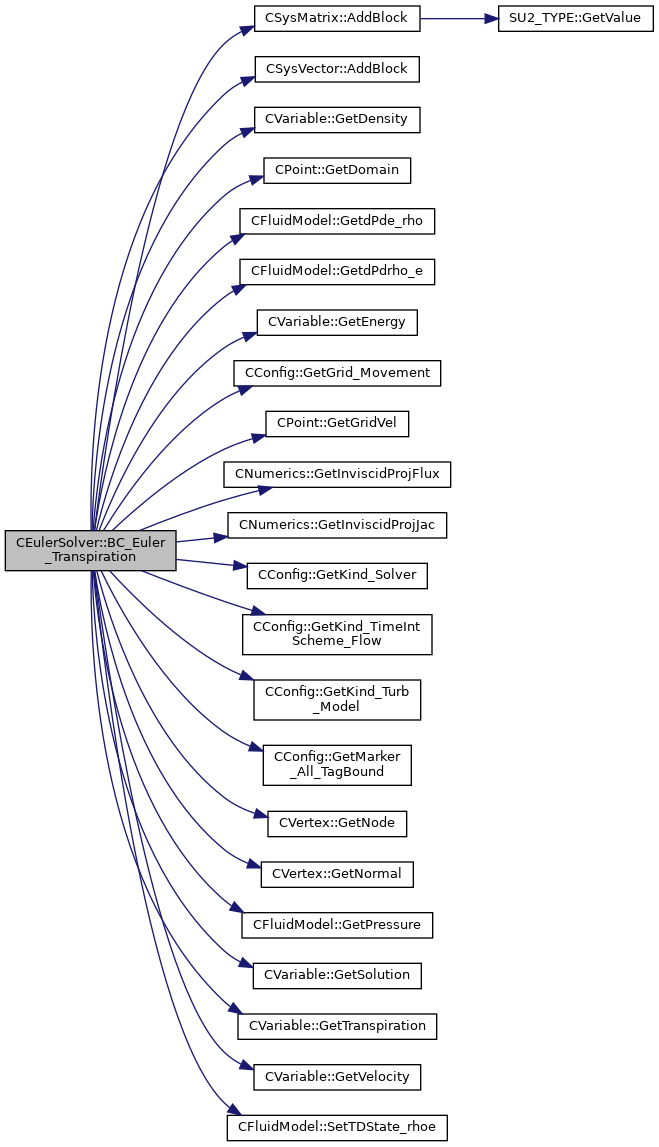 CSysMatrix::AddBlock
SU2_TYPE::GetValue
CSysVector::AddBlock
CVariable::GetDensity
CPoint::GetDomain
CFluidModel::GetdPde_rho
CFluidModel::GetdPdrho_e
CVariable::GetEnergy
CConfig::GetGrid_Movement
CPoint::GetGridVel
CNumerics::GetInviscidProjFlux
CNumerics::GetInviscidProjJac
CEulerSolver::BC_Euler
_Transpiration
CConfig::GetKind_Solver
CConfig::GetKind_TimeInt
Scheme_Flow
CConfig::GetKind_Turb
_Model
CConfig::GetMarker
_All_TagBound
CVertex::GetNode
CVertex::GetNormal
CFluidModel::GetPressure
CVariable::GetSolution
CVariable::GetTranspiration
CVariable::GetVelocity
CFluidModel::SetTDState_rhoe